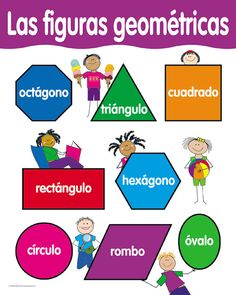 Las figuras geométricas
octágono
triángulo
cuadrado
rectángulo
hexágono
círculo
rombo
óvalo